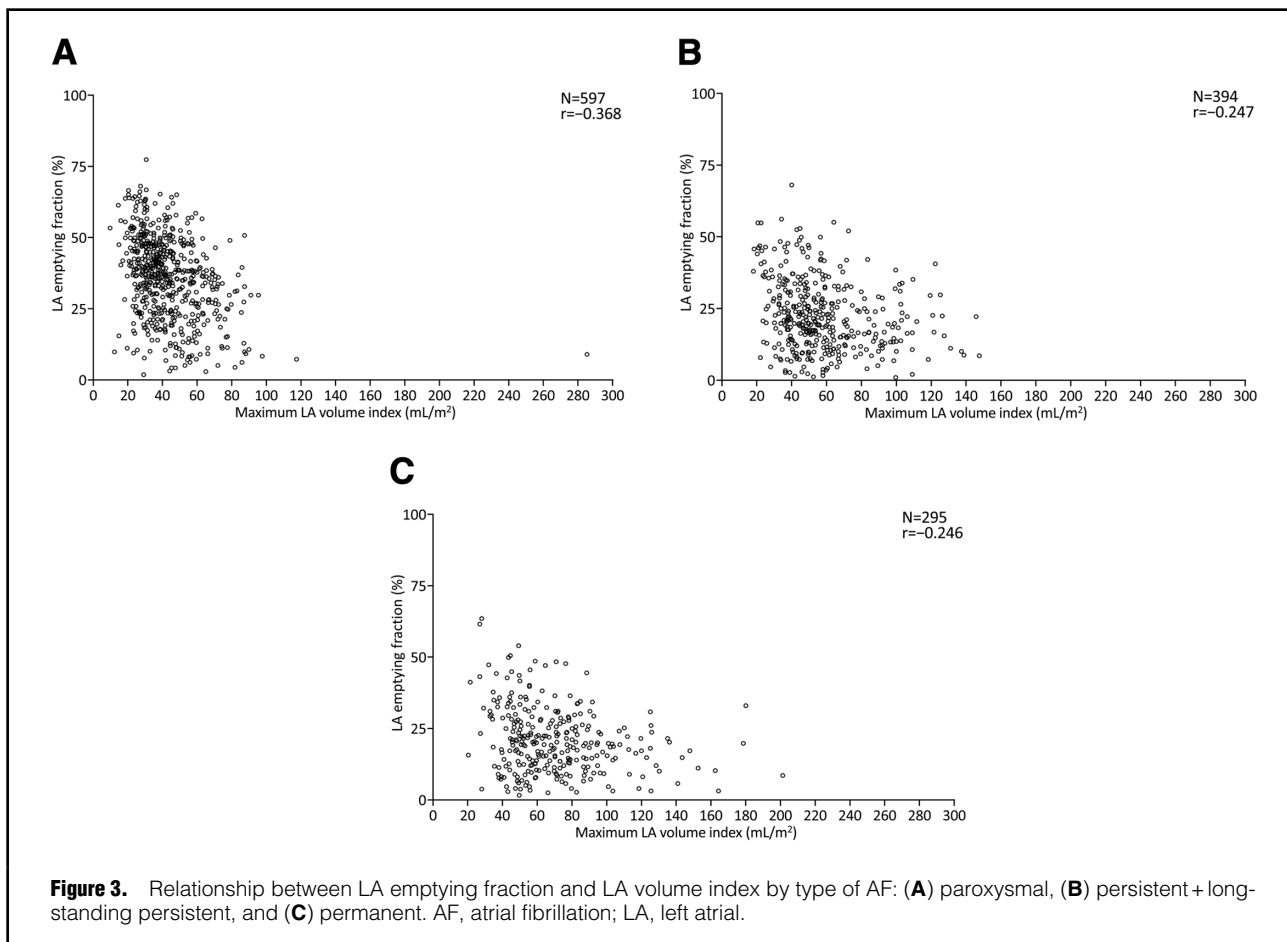 A
N=597
r=−0.368
LA emptying fraction (%)
100
75
50
25
0
0 20 40 60 80 100 120 140 160 180 200 220 240 260 280 300
Maximum LA volume index (mL/m²)
B
N=394
r=−0.247
LA emptying fraction (%)
100
75
50
25
0
0 20 40 60 80 100 120 140 160 180 200 220 240 260 280 300
Maximum LA volume index (mL/m²)
C
N=295
r=−0.246
LA emptying fraction (%)
100
75
50
25
0
0 20 40 60 80 100 120 140 160 180 200 220 240 260 280 300
Maximum LA volume index (mL/m²)
Figure 3. Relationship between LA emptying fraction and LA volume index by type of AF: (A) paroxysmal, (B) persistent+long-
standing persistent, and (C) permanent. AF, atrial fibrillation; LA, left atrial.